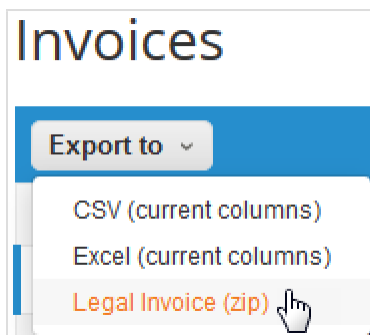 Invoices
Export to
CSV (current columns)
Excel (current columns)
Legal Invoice (zip)